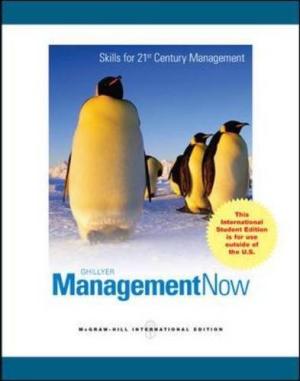 Skills for 21st Century Management
This
International
Student Edition
is for use
outside of
the U.S.
GHILLYER
ManagementNow
McGRAW-HILL INTERNATIONAL EDITION